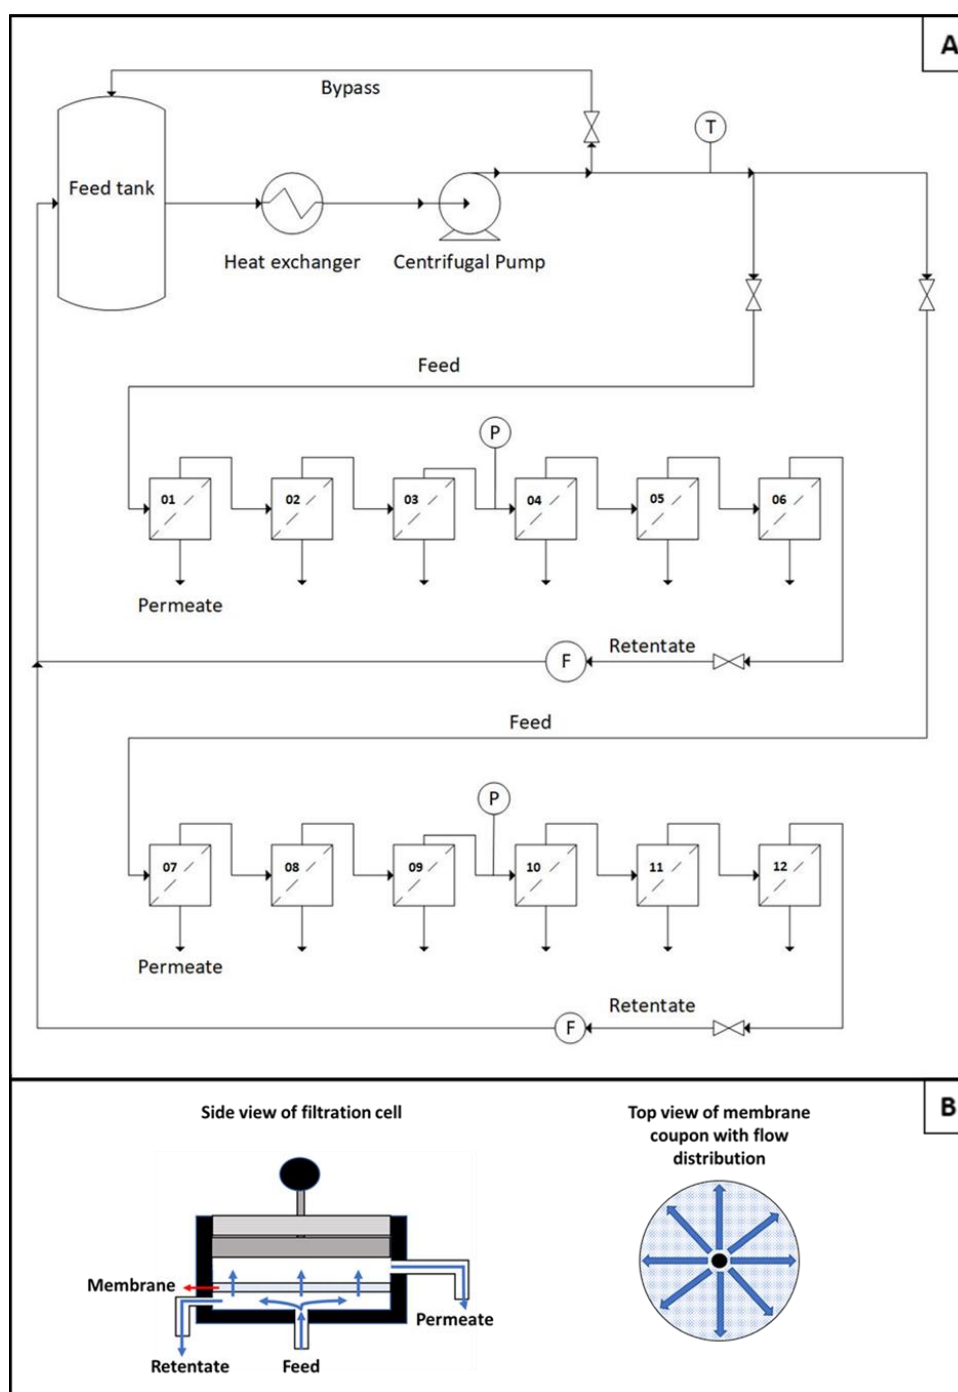 A
Bypass
T
Feed tank
Heat exchanger
Centrifugal Pump
Feed
P
01
02
03
04
05
06
Permeate
Retentate
F
Feed
P
07
08
09
10
11
12
Permeate
Retentate
F
B
Side view of filtration cell
Top view of membrane
coupon with flow
distribution
Membrane
Permeate
Retentate
Feed